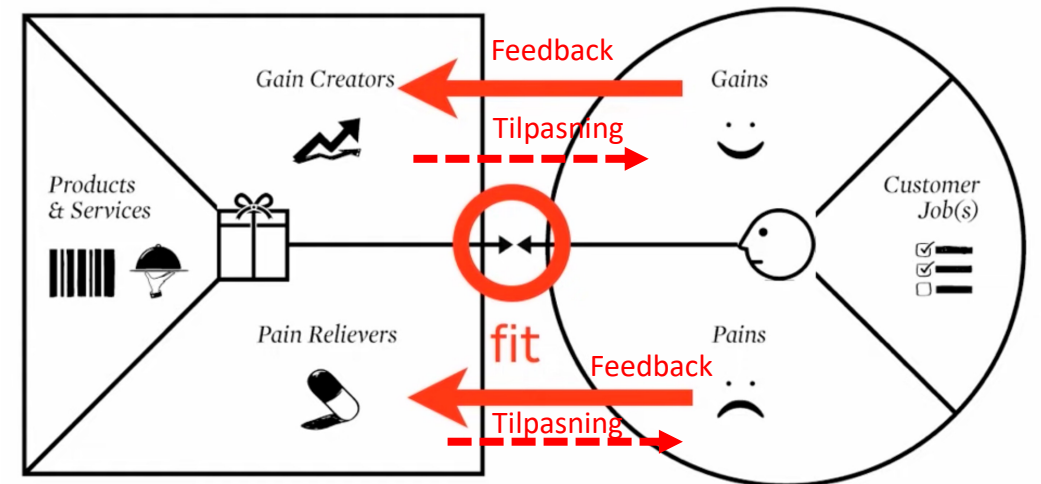 Feedback
Gain Creators
Gains
Tilpasning
Products
& Services
Customer
Job(s)
Pain Relievers
fit
Pains
Feedback
Tilpasning